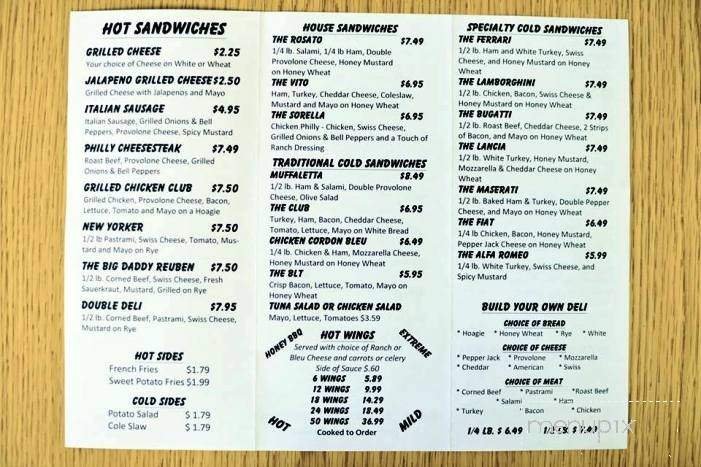 HOT SANDWICHES
GRILLED CHEESE $2.25
Your choice of Cheese on White or Wheat
JALAPENO GRILLED CHEESE $2.50
Grilled Cheese with Jalapenos and Mayo
ITALIAN SAUSAGE $4.95
Italian Sausage, Grilled Onions & Bell
Peppers, Provolone Cheese, Spicy Mustard
PHILLY CHEESESTEAK $7.49
Roast Beef, Provolone Cheese, Grilled
Onions & Bell Peppers
GRILLED CHICKEN CLUB $7.50
Grilled Chicken, Provolone Cheese, Bacon,
Lettuce, Tomato and Mayo on a Hoagie
NEW YORKER $7.50
1/2 lb Pastrami, Swiss Cheese, Tomato, Mus-
tard and Mayo on Rye
THE BIG DADDY REUBEN $7.50
1/2 lb. Corned Beef, Swiss Cheese, Fresh
Sauerkraut, Mustard, Grilled on Rye
DOUBLE DELI $7.95
1/2 lb. Corned Beef, Pastrami, Swiss Cheese,
Mustard on Rye
HOT SIDES
French Fries $1.79
Sweet Potato Fries $1.99
COLD SIDES
Potato Salad $ 1.79
Cole Slaw $ 1.79
HOUSE SANDWICHES
THE ROSATO $7.49
1/4 lb. Salami, 1/4 lb Ham, Double
Provolone Cheese, Honey Mustard
on Honey Wheat
THE VITO $6.95
Ham, Turkey, Cheddar Cheese, Coleslaw,
Mustard and Mayo on Honey Wheat
THE SORELLA $6.95
Chicken Philly - Chicken, Swiss Cheese,
Grilled Onions & Bell Peppers and a Touch of
Ranch Dressing
TRADITIONAL COLD SANDWICHES
MUFFALETTA $8.49
1/2 lb. Ham & Salami, Double Provolone
Cheese, Olive Salad
THE CLUB $6.95
Turkey, Ham, Bacon, Cheddar Cheese,
Tomato, Lettuce, Mayo on White Bread
CHICKEN CORDON BLEU $6.49
1/4 lb. Chicken & Ham, Mozzarella Cheese,
Honey Mustard on Honey Wheat
THE BLT $5.95
Crisp Bacon, Lettuce, Tomato, Mayo on
Honey Wheat
TUNA SALAD OR CHICKEN SALAD
Mayo, Lettuce, Tomatoes $3.59
HONEY BBQ
HOT WINGS
EXTREME
Served with choice of Ranch or
Bleu Cheese and carrots or celery
Side of Sauce $.60
6 WINGS 5.89
12 WINGS 9.99
18 WINGS 14.29
24 WINGS 18.49
50 WINGS 36.99
HOT
MILD
Cooked to Order
SPECIALTY COLD SANDWICHES
THE FERRARI $7.49
1/2 lb. Ham and White Turkey, Swiss
Cheese, and Honey Mustard on Honey
Wheat
THE LAMBORGHINI $7.49
1/2 lb. Chicken, Bacon, Swiss Cheese &
Honey Mustard on Honey Wheat
THE BUGATTI $7.49
1/2 lb. Roast Beef, Cheddar Cheese, 2 Strips
of Bacon, and Mayo on Honey Wheat
THE LANCIA $7.49
1/2 lb. White Turkey, Honey Mustard,
Mozzarella & Cheddar Cheese on Honey
Wheat
THE MASERATI $7.49
1/2 lb. Baked Ham & Turkey, Double Pepper
Cheese, and Mayo on Honey Wheat
THE FIAT $6.49
1/4 lb Chicken, Bacon, Honey Mustard,
Pepper Jack Cheese on Honey Wheat
THE ALFA ROMEO $5.99
1/4 lb. White Turkey, Swiss Cheese, and
Spicy Mustard
BUILD YOUR OWN DELI
CHOICE OF BREAD
* Hoagie * Honey Wheat * Rye * White
CHOICE OF CHEESE
* Pepper Jack * Provolone * Mozzarella
* Cheddar * American * Swiss
CHOICE OF MEAT
* Corned Beef * Pastrami *Roast Beef
* Salami * Ham
* Turkey * Bacon * Chicken
1/4 LB. $ 6.49 1/2 LB. $ 7.49
menupix